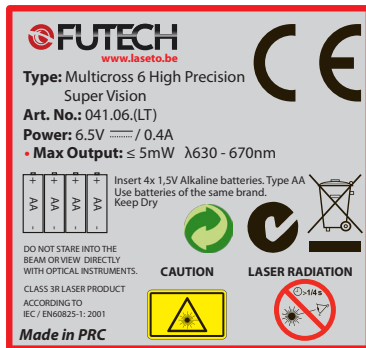 FUTECH
www.laseto.be
Type: Multicross 6 High Precision
Super Vision
Art. No.: 041.06.(LT)
Power: 6.5V ⎓ / 0.4A
• Max Output: ≤ 5mW λ630 - 670nm
+ + + +
AA AA AA AA
- - - -
Insert 4x 1,5V Alkaline batteries. Type AA
Use batteries of the same brand.
Keep Dry
DO NOT STARE INTO THE
BEAM OR VIEW DIRECTLY
WITH OPTICAL INSTRUMENTS.
CLASS 3R LASER PRODUCT
ACCORDING TO
IEC / EN60825-1: 2001
Made in PRC
CE
CAUTION
LASER RADIATION
>1/4 s